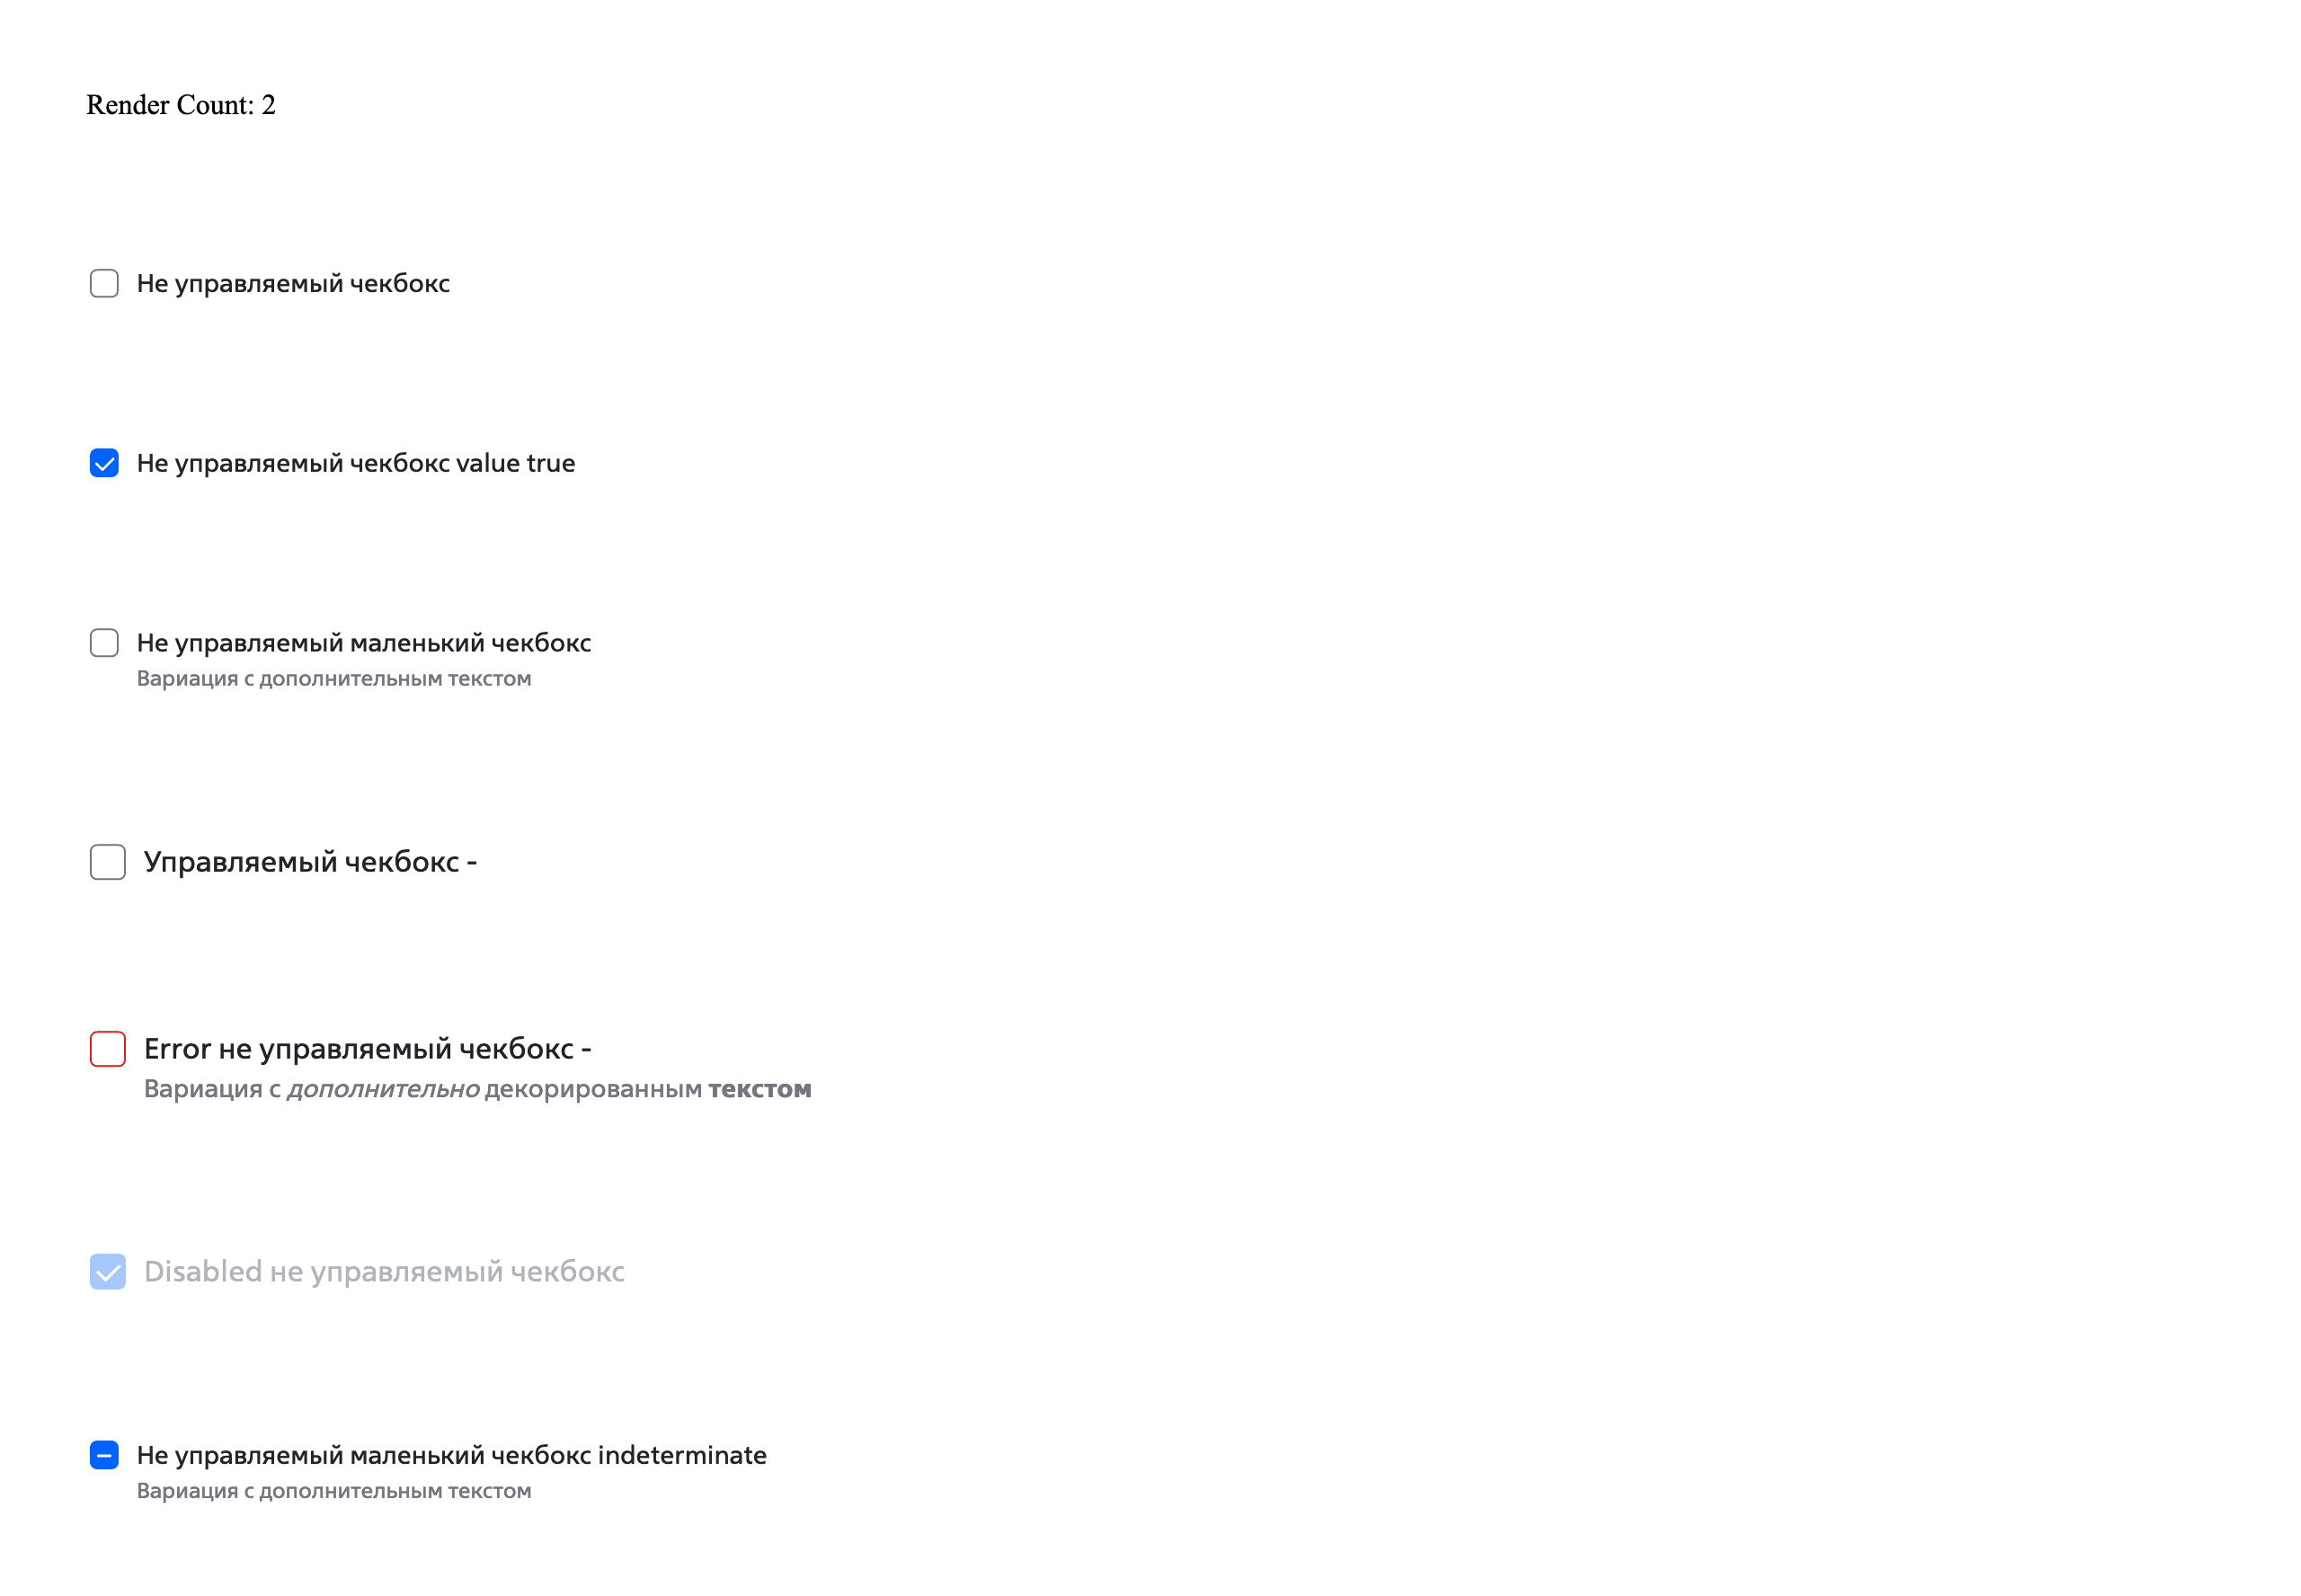 Render Count: 2
Не управляемый чекбокс
Не управляемый чекбокс value true
Не управляемый маленький чекбокс
Вариация с дополнительным текстом
Управляемый чекбокс -
Error не управляемый чекбокс -
Вариация с дополнительно декорированным текстом
Disabled не управляемый чекбокс
Не управляемый маленький чекбокс indeterminate
Вариация с дополнительным текстом